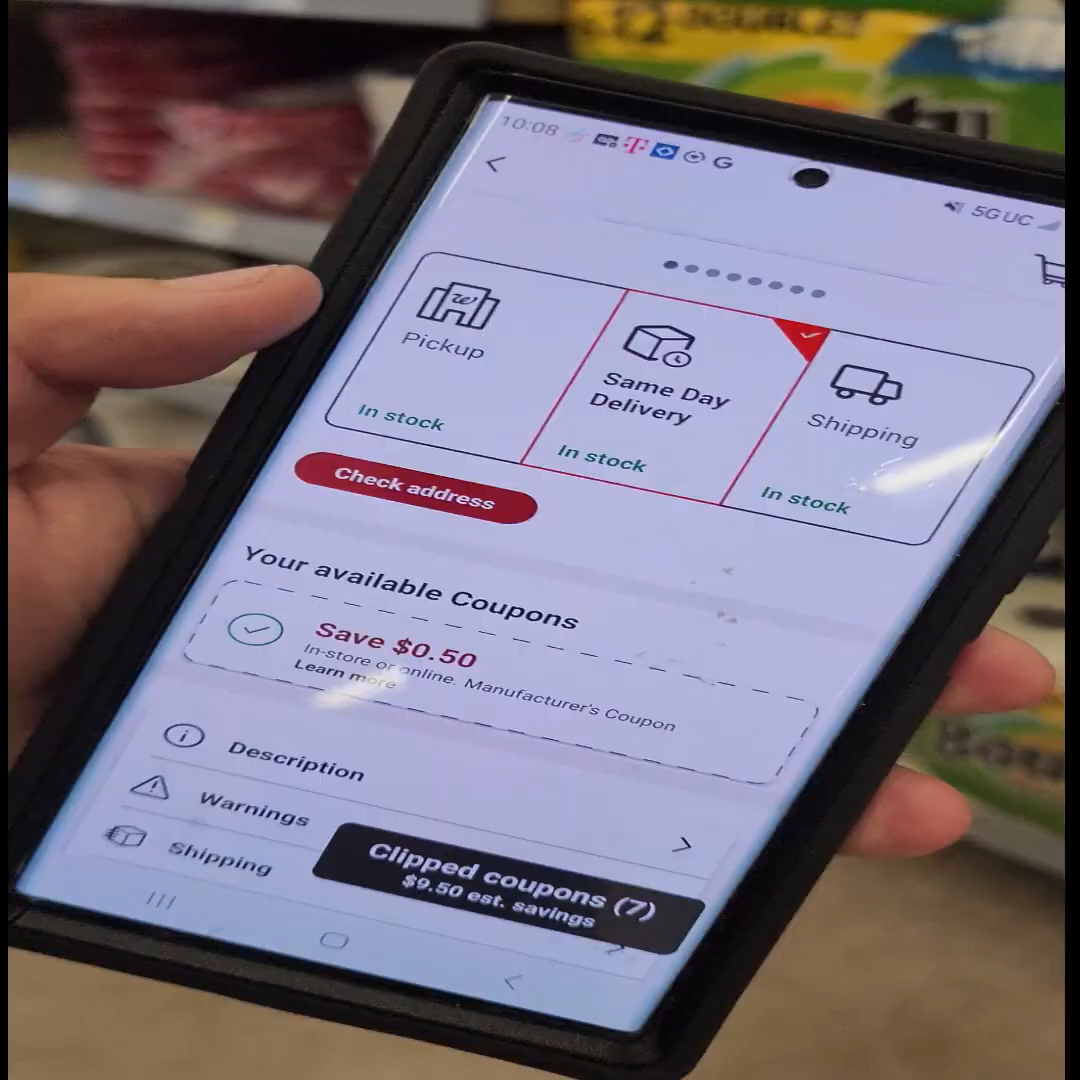 DOUBLE
10:08
5G UC
Pickup
In stock
Same Day
Delivery
In stock
Shipping
In stock
Check address
Your available Coupons
Save $0.50
In-store or online. Manufacturer's Coupon
Learn more
Description
Warnings
Shipping
Clipped coupons (7)
$9.50 est. savings